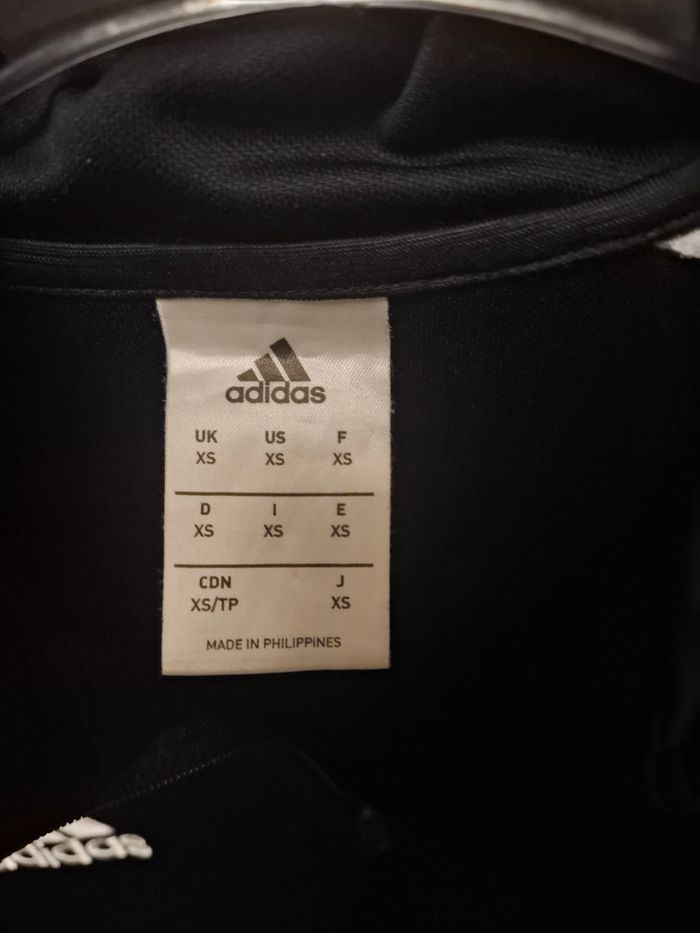 adidas
UK US F
XS XS XS
D I E
XS XS XS
CDN J
XS/TP XS
MADE IN PHILIPPINES
adidas